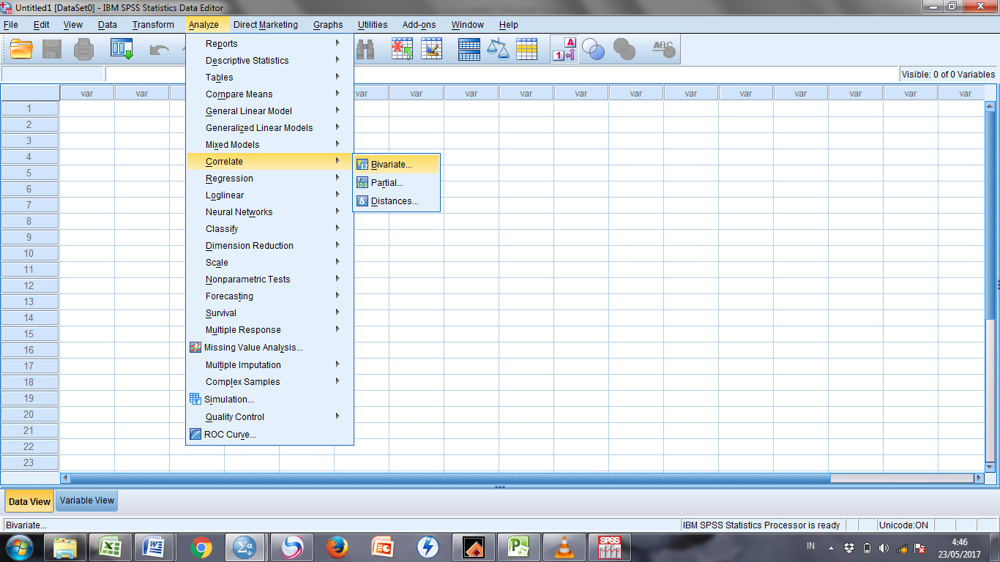 Untitled1 [DataSet0] - IBM SPSS Statistics Data Editor
File Edit View Data Transform Analyze Direct Marketing Graphs Utilities Add-ons Window Help
1 A
ABC
Visible: 0 of 0 Variables
var var var var var var var var var var var var var var
Reports
Descriptive Statistics
Tables
Compare Means
General Linear Model
Generalized Linear Models
Mixed Models
Correlate
Regression
Loglinear
Neural Networks
Classify
Dimension Reduction
Scale
Nonparametric Tests
Forecasting
Survival
Multiple Response
Missing Value Analysis...
Multiple Imputation
Complex Samples
Simulation...
Quality Control
ROC Curve...
Bivariate...
Partial...
Distances...
1
2
3
4
5
6
7
8
9
10
11
12
13
14
15
16
17
18
19
20
21
22
23
Data View Variable View
Bivariate... IBM SPSS Statistics Processor is ready Unicode:ON
SPSS
IN 4:46
23/05/2017